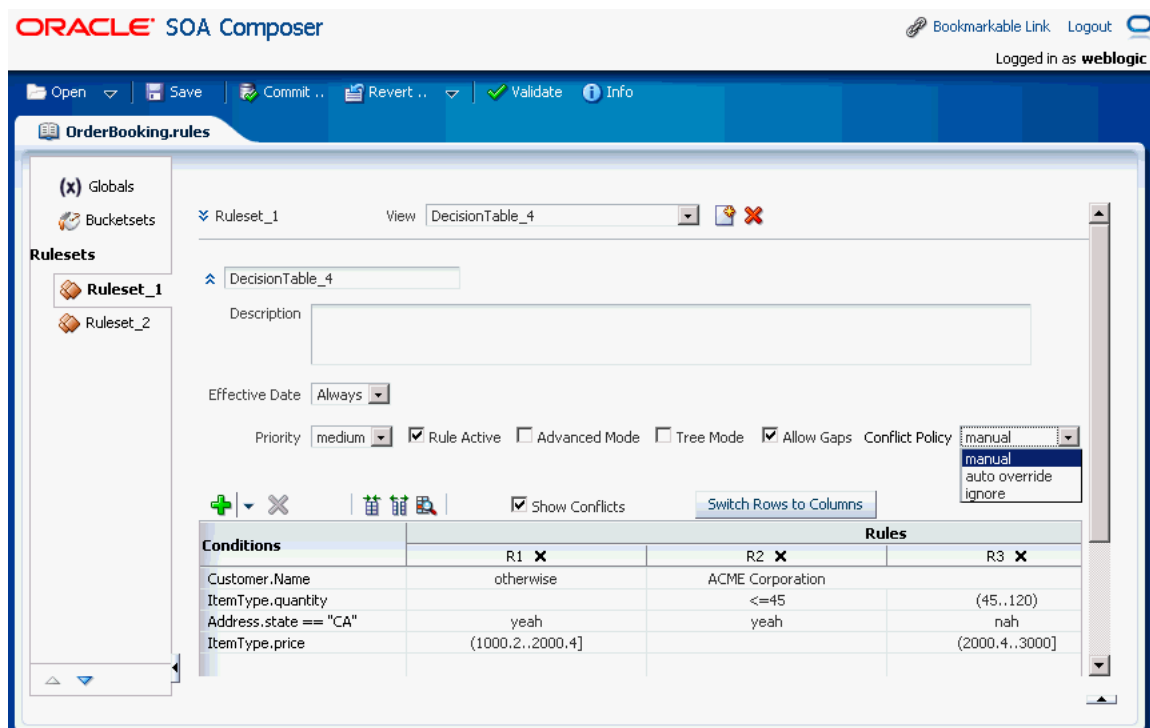 ORACLE SOA Composer
Bookmarkable Link Logout
Logged in as weblogic
Open Save Commit .. Revert .. Validate Info
OrderBooking.rules
(x) Globals
Bucketsets
Rulesets
Ruleset_1
Ruleset_2
Ruleset_1 View DecisionTable_4
DecisionTable_4
Description
Effective Date Always
Priority medium Rule Active Advanced Mode Tree Mode Allow Gaps Conflict Policy manual
manual
auto override
ignore
Show Conflicts Switch Rows to Columns
Conditions Rules
R1 R2 R3
Customer.Name otherwise ACME Corporation
ItemType.quantity <=45 (45..120)
Address.state == "CA" yeah yeah nah
ItemType.price (1000.2..2000.4] (2000.4..3000]